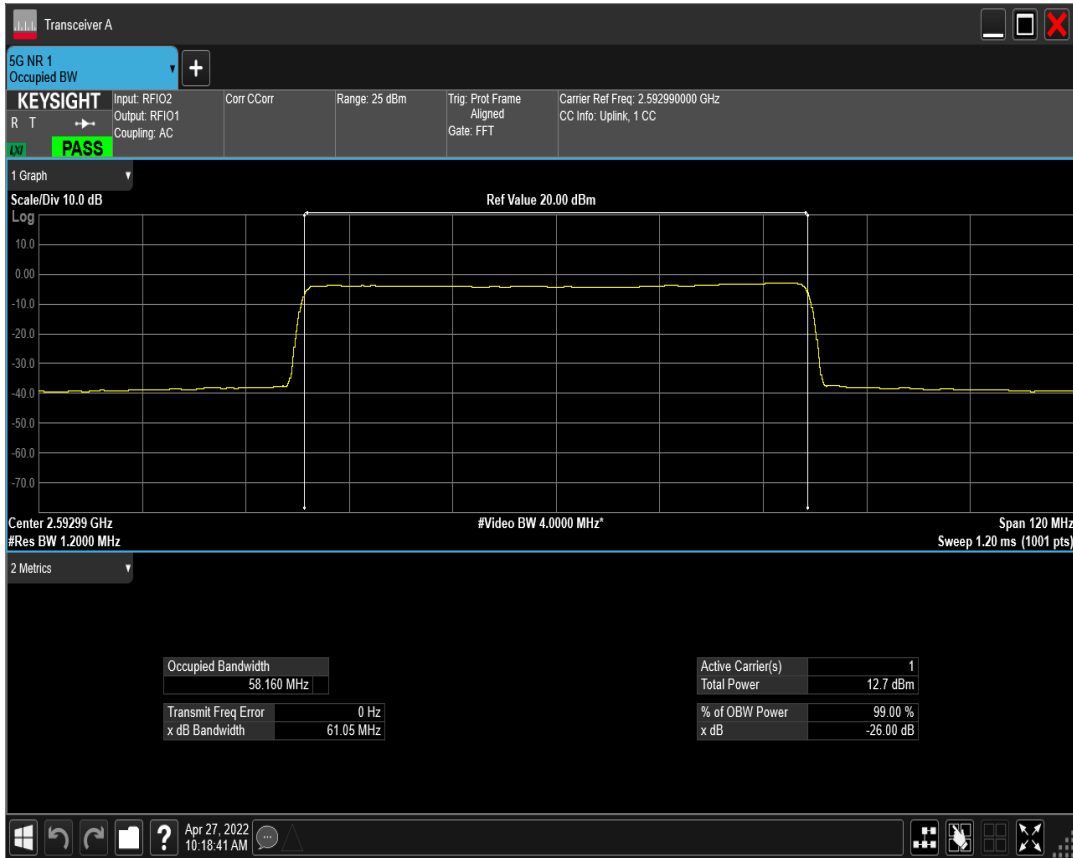 Transceiver A
5G NR 1
Occupied BW
KEYSIGHT
R T
LXI
PASS
Input: RFIO2
Output: RFIO1
Coupling: AC
Corr CCorr
Range: 25 dBm
Trig: Prot Frame
Aligned
Gate: FFT
Carrier Ref Freq: 2.592990000 GHz
CC Info: Uplink, 1 CC
1 Graph
Scale/Div 10.0 dB
Ref Value 20.00 dBm
Log
10.0
0.00
-10.0
-20.0
-30.0
-40.0
-50.0
-60.0
-70.0
Center 2.59299 GHz
#Video BW 4.0000 MHz*
Span 120 MHz
#Res BW 1.2000 MHz
Sweep 1.20 ms (1001 pts)
2 Metrics
Occupied Bandwidth
58.160 MHz
Transmit Freq Error 0 Hz
x dB Bandwidth 61.05 MHz
Active Carrier(s) 1
Total Power 12.7 dBm
% of OBW Power 99.00 %
x dB -26.00 dB
Apr 27, 2022
10:18:41 AM